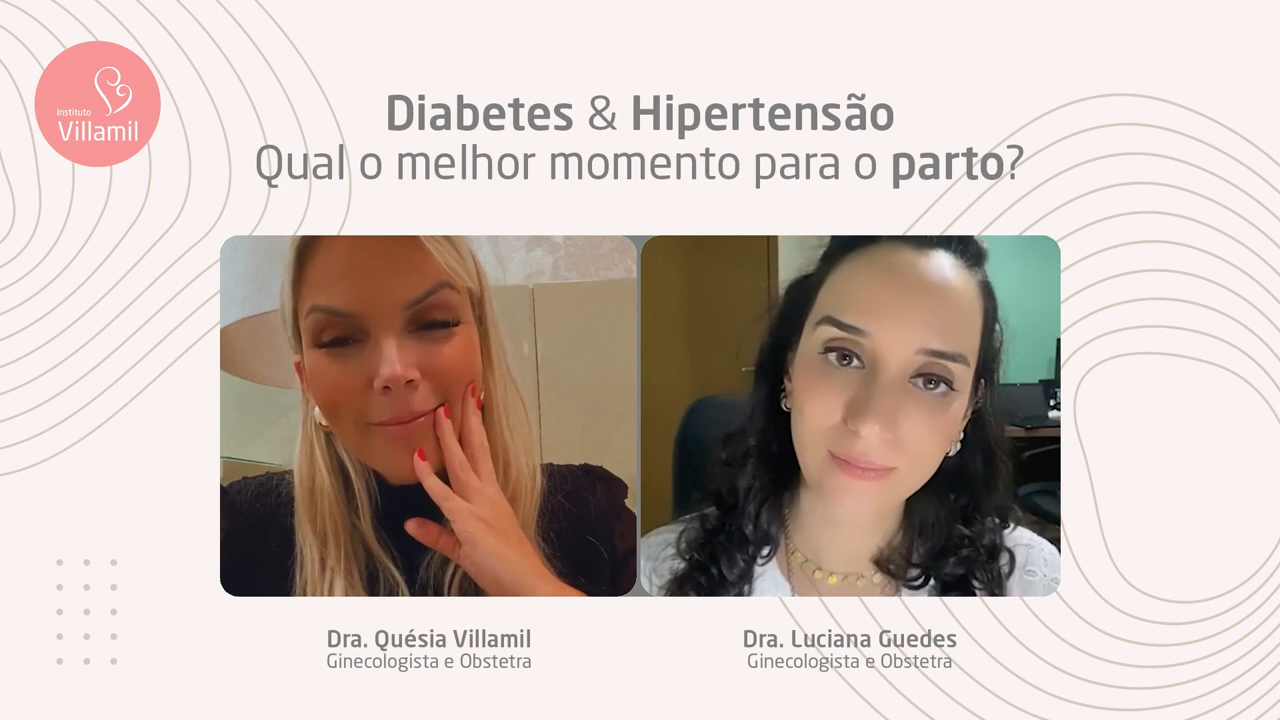 Instituto
Villamil
Diabetes & Hipertensão
Qual o melhor momento para o parto?
Dra. Quésia Villamil
Ginecologista e Obstetra
Dra. Luciana Guedes
Ginecologista e Obstetra